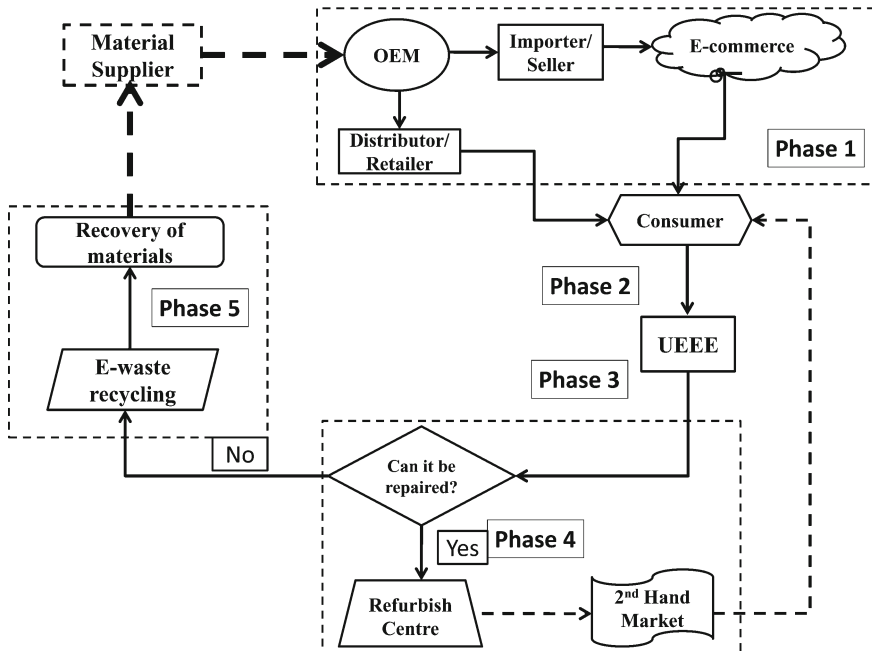 Material
Supplier
OEM
Importer/
Seller
E-commerce
Distributor/
Retailer
Phase 1
Consumer
Recovery of
materials
Phase 2
Phase 5
UEEE
E-waste
recycling
Phase 3
No
Can it be
repaired?
Yes
Phase 4
Refurbish
Centre
2nd Hand
Market